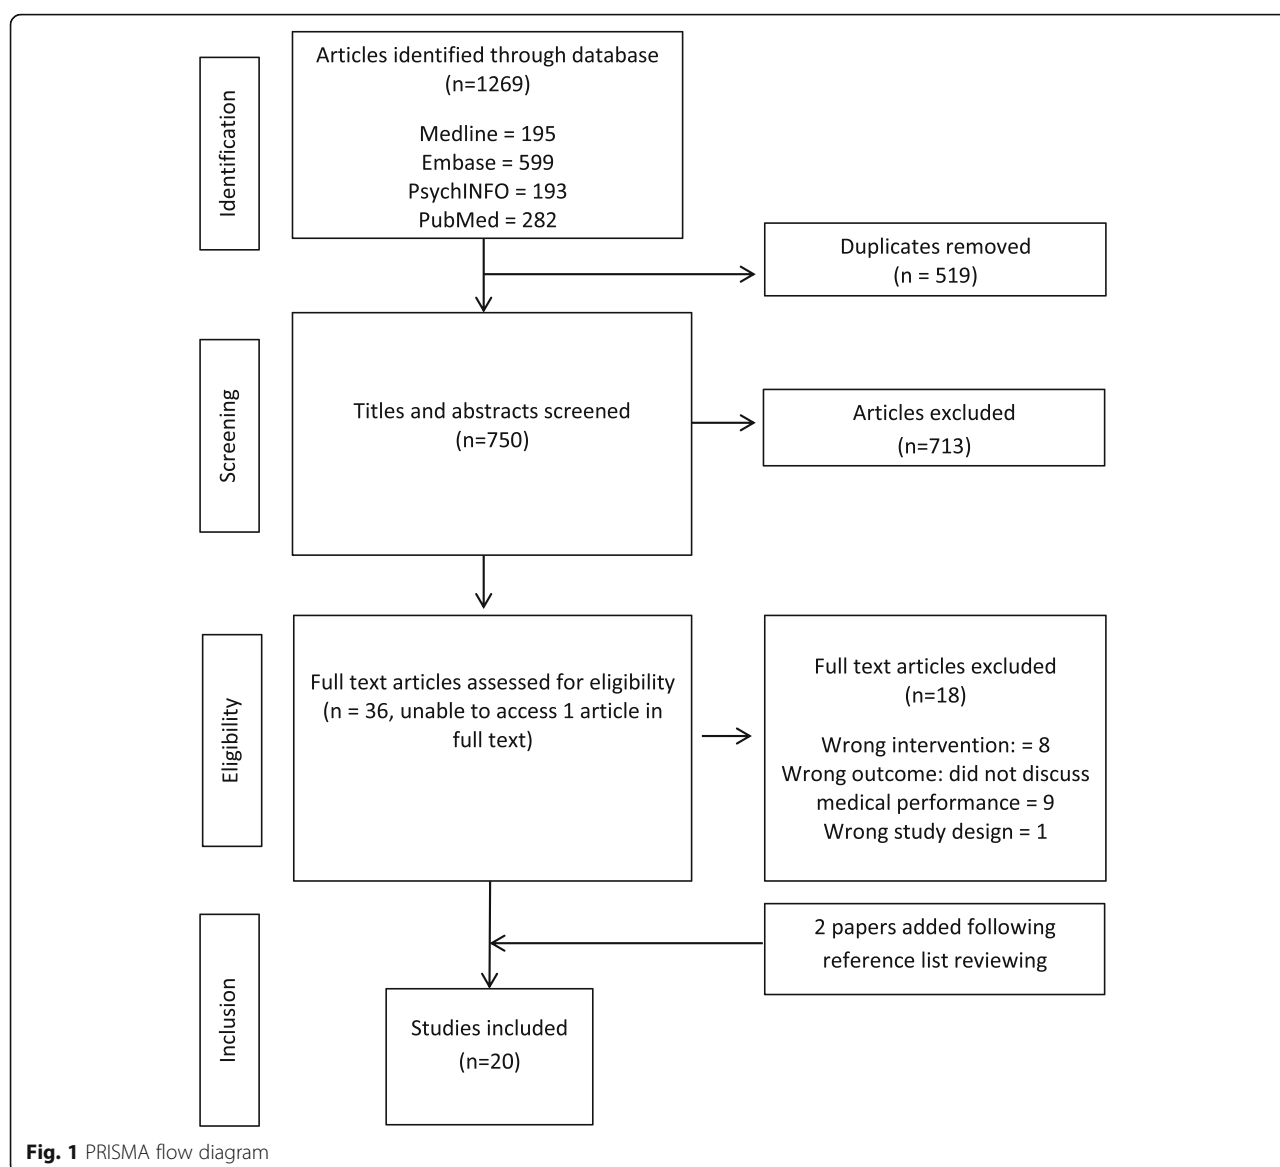 Identification
Articles identified through database
(n=1269)
Medline = 195
Embase = 599
PsychINFO = 193
PubMed = 282
Duplicates removed
(n = 519)
Screening
Titles and abstracts screened
(n=750)
Articles excluded
(n=713)
Eligibility
Full text articles assessed for eligibility
(n = 36, unable to access 1 article in
full text)
Full text articles excluded
(n=18)
Wrong intervention: = 8
Wrong outcome: did not discuss
medical performance = 9
Wrong study design = 1
2 papers added following
reference list reviewing
Inclusion
Studies included
(n=20)
Fig. 1 PRISMA flow diagram